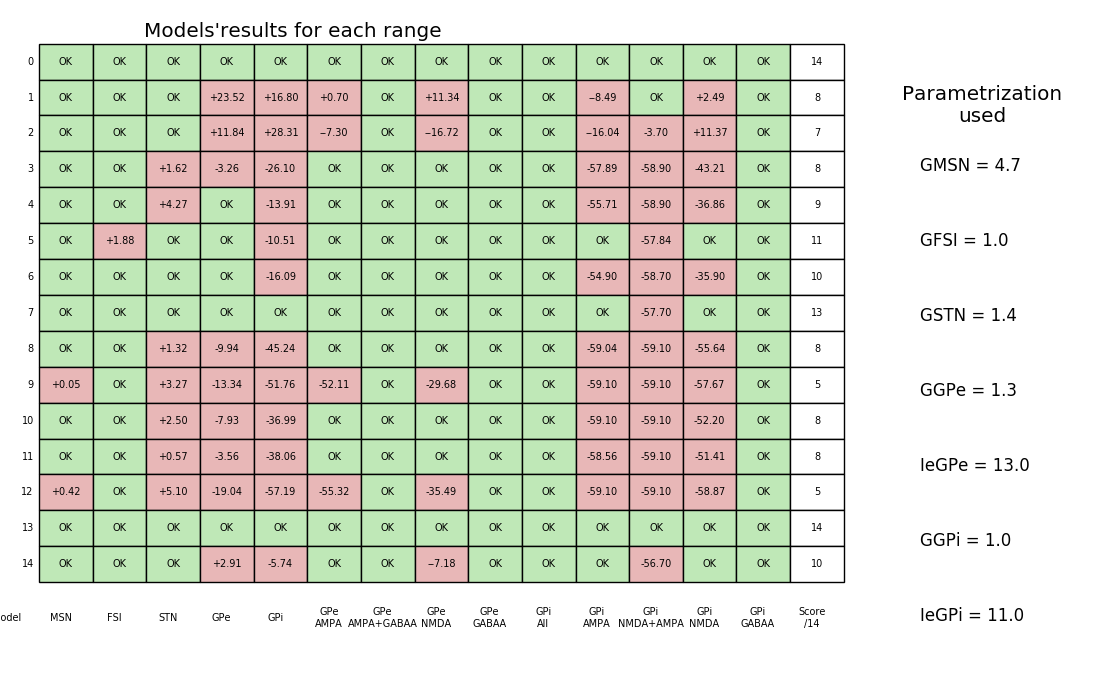 Models'results for each range
0 OK OK OK OK OK OK OK OK OK OK OK OK OK OK 14
1 OK OK OK +23.52 +16.80 +0.70 OK +11.34 OK OK --8.49 OK +2.49 OK 8
2 OK OK OK +11.84 +28.31 --7.30 OK --16.72 OK OK --16.04 -3.70 +11.37 OK 7
3 OK OK +1.62 -3.26 -26.10 OK OK OK OK OK -57.89 -58.90 -43.21 OK 8
4 OK OK +4.27 OK -13.91 OK OK OK OK OK -55.71 -58.90 -36.86 OK 9
5 OK +1.88 OK OK -10.51 OK OK OK OK OK OK -57.84 OK OK 11
6 OK OK OK OK -16.09 OK OK OK OK OK -54.90 -58.70 -35.90 OK 10
7 OK OK OK OK OK OK OK OK OK OK OK -57.70 OK OK 13
8 OK OK +1.32 -9.94 -45.24 OK OK OK OK OK -59.04 -59.10 -55.64 OK 8
9 +0.05 OK +3.27 -13.34 -51.76 -52.11 OK -29.68 OK OK -59.10 -59.10 -57.67 OK 5
10 OK OK +2.50 -7.93 -36.99 OK OK OK OK OK -59.10 -59.10 -52.20 OK 8
11 OK OK +0.57 -3.56 -38.06 OK OK OK OK OK -58.56 -59.10 -51.41 OK 8
12 +0.42 OK +5.10 -19.04 -57.19 -55.32 OK -35.49 OK OK -59.10 -59.10 -58.87 OK 5
13 OK OK OK OK OK OK OK OK OK OK OK OK OK OK 14
14 OK OK OK +2.91 -5.74 OK OK --7.18 OK OK OK -56.70 OK OK 10
odel MSN FSI STN GPe GPi GPe AMPA GPe AMPA+GABAA GPe NMDA GPe GABAA GPi All GPi AMPA GPi NMDA+AMPA GPi NMDA GPi GABAA Score /14
Parametrization
used
GMSN = 4.7
GFSI = 1.0
GSTN = 1.4
GGPe = 1.3
IeGPe = 13.0
GGPi = 1.0
IeGPi = 11.0